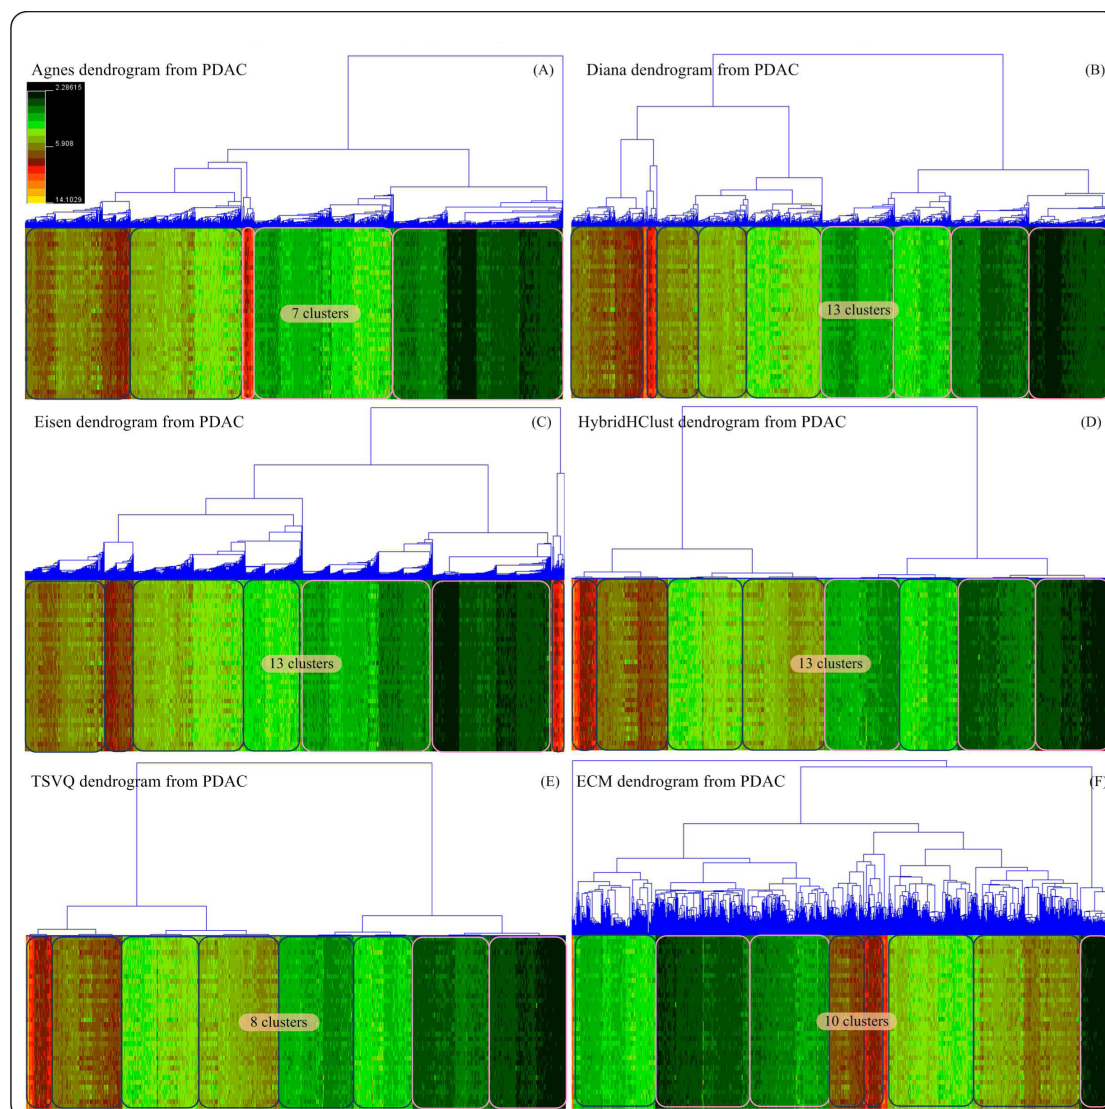 Agnes dendrogram from PDAC
(A)
2.28615
5.908
14.1029
7 clusters
Diana dendrogram from PDAC
(B)
13 clusters
Eisen dendrogram from PDAC
(C)
13 clusters
HybridHClust dendrogram from PDAC
(D)
13 clusters
TSVQ dendrogram from PDAC
(E)
8 clusters
ECM dendrogram from PDAC
(F)
10 clusters